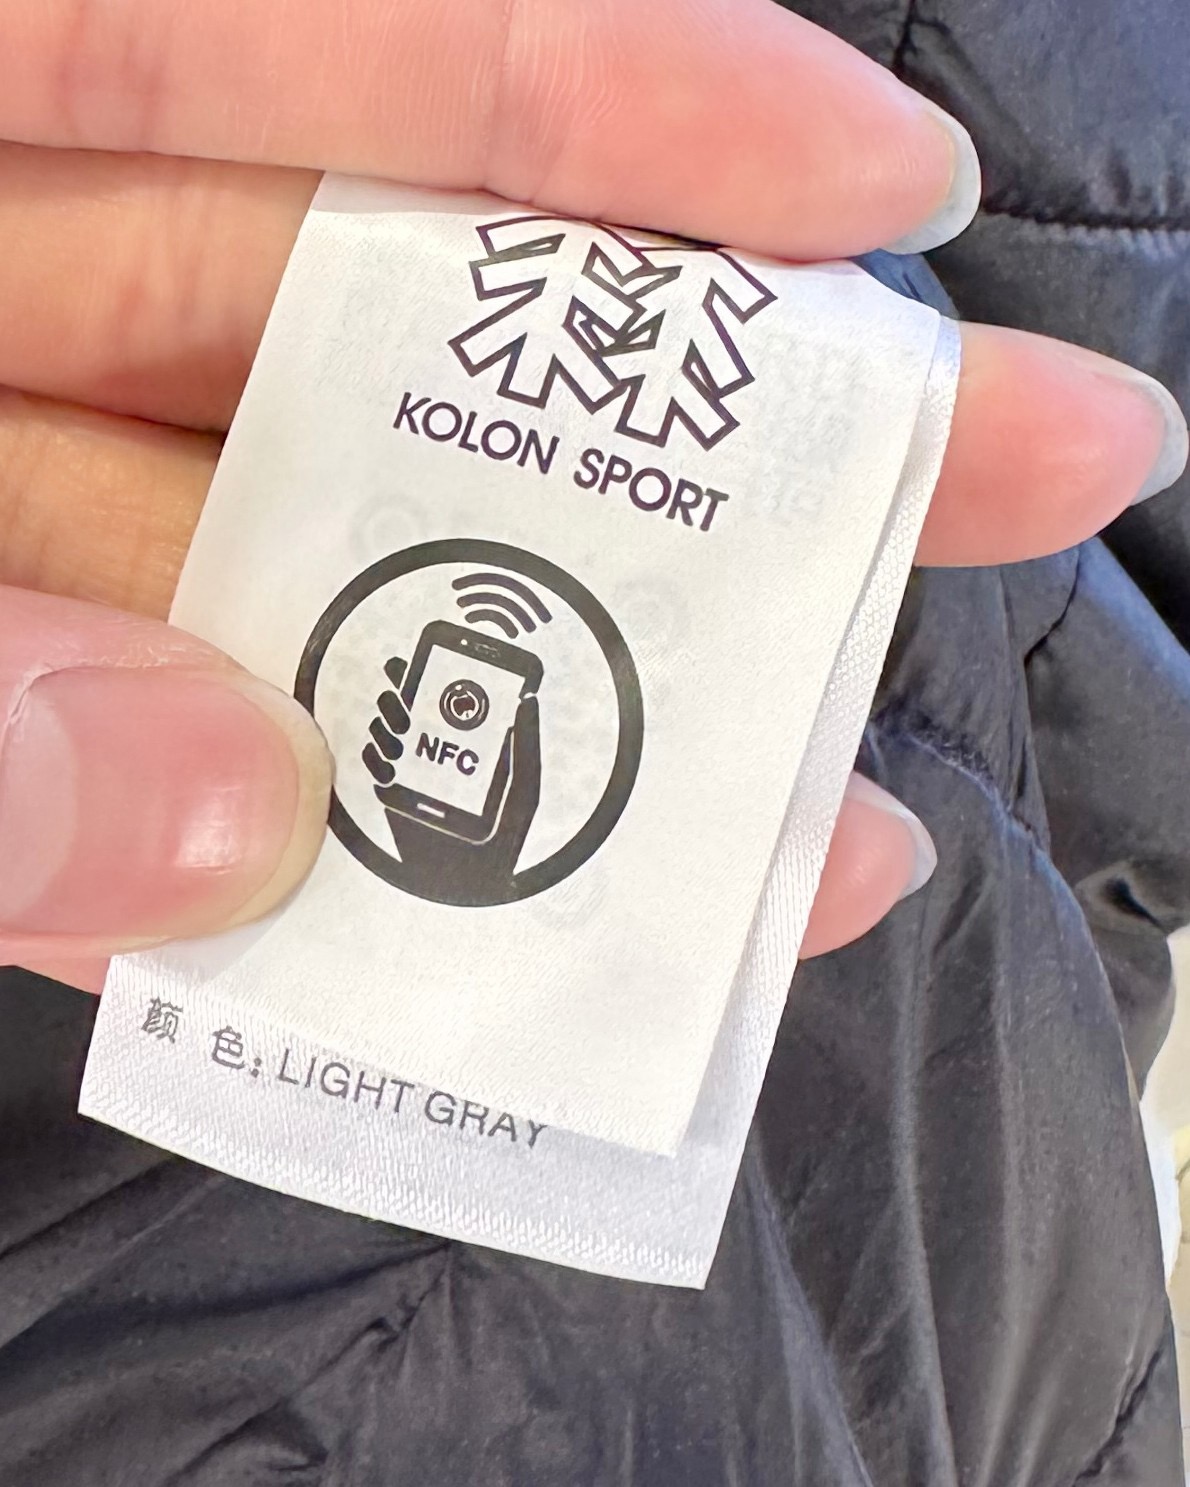 KOLON SPORT
NFC
颜 色: LIGHT GRAY